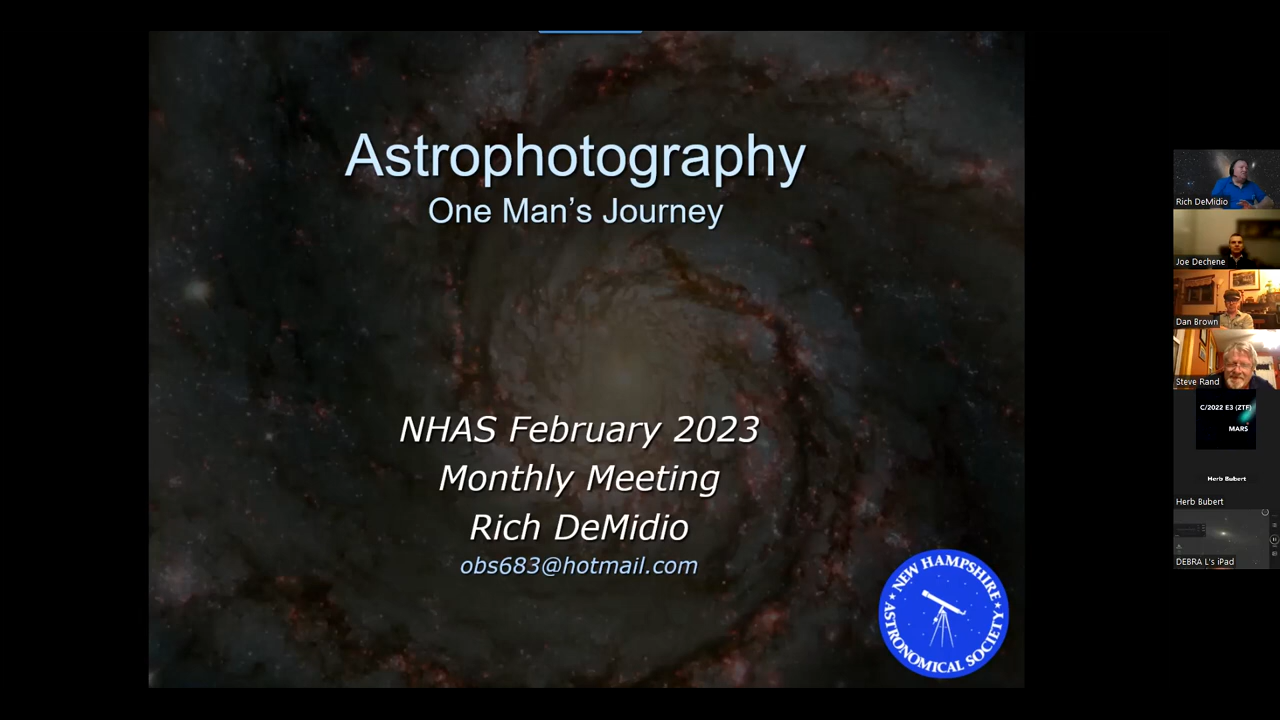 Astrophotography
One Man’s Journey
NHAS February 2023
Monthly Meeting
Rich DeMidio
obs683@hotmail.com
NEW HAMPSHIRE
ASTRONOMICAL SOCIETY
Rich DeMidio
Joe Dechene
Dan Brown
Steve Rand
C/2022 E3 (ZTF)
MARS
Herb Bubert
Herb Bubert
DEBRA L's iPad